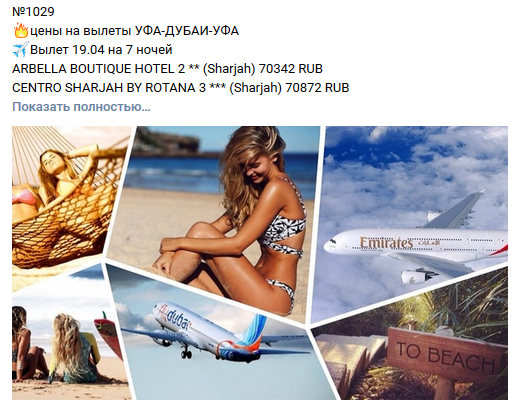 №1029
🔥цены на вылеты УФА-ДУБАИ-УФА
✈️Вылет 19.04 на 7 ночей
ARBELLA BOUTIQUE HOTEL 2 ** (Sharjah) 70342 RUB
CENTRO SHARJAH BY ROTANA 3 *** (Sharjah) 70872 RUB
Показать полностью…
Emirates
dubai
TO BEACH